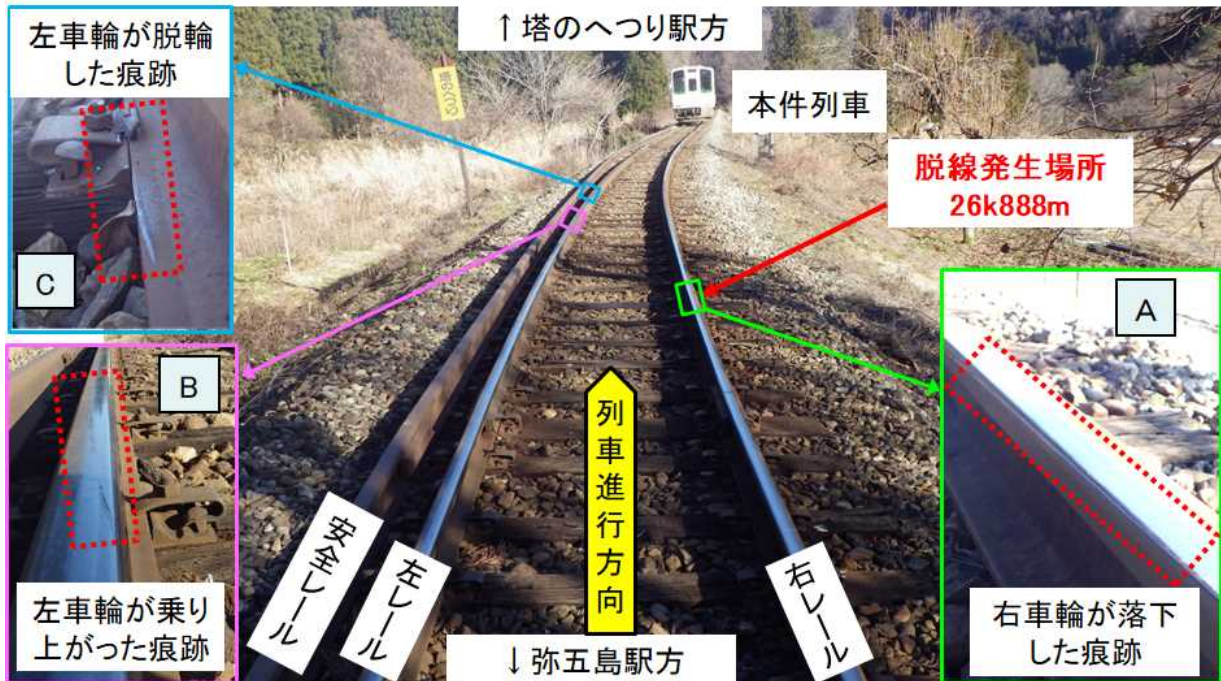 左車輪が脱輪
した痕跡
C
↑塔のへつり駅方
本件列車
脱線発生場所
26k888m
A
右車輪が落下
した痕跡
B
左車輪が乗り
上がった痕跡
列車進行方向
安全レール
左レール
右レール
↓弥五島駅方